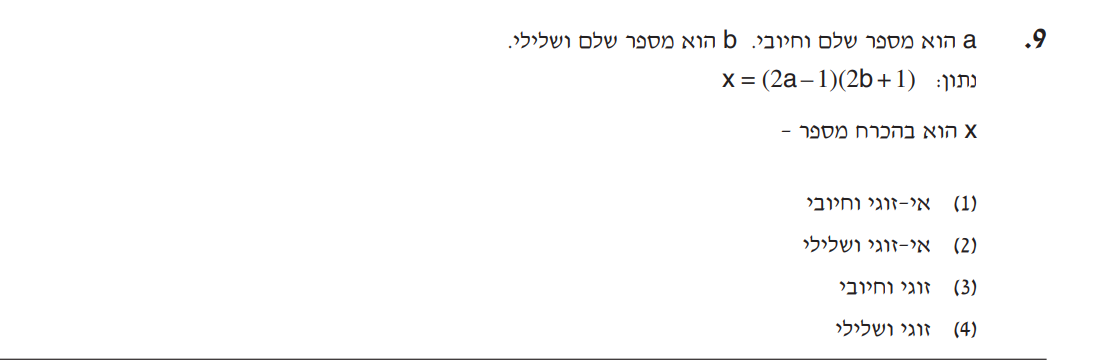 9. a הוא מספר שלם וחיובי. b הוא מספר שלם ושלילי.
נתון: x = (2a – 1)(2b + 1)
x הוא בהכרח מספר –
(1) אי-זוגי וחיובי
(2) אי-זוגי ושלילי
(3) זוגי וחיובי
(4) זוגי ושלילי